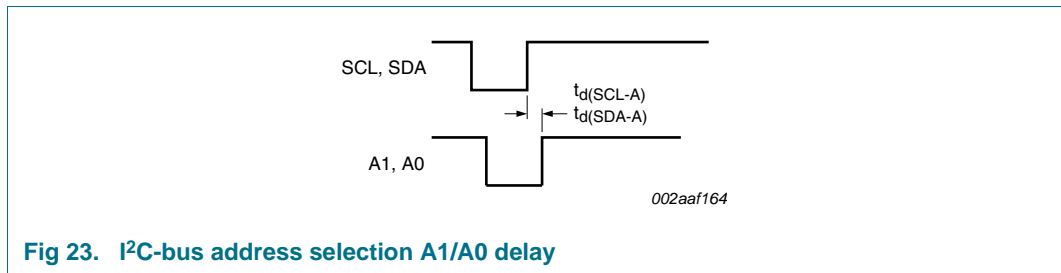 SCL, SDA
td(SCL-A)
td(SDA-A)
A1, A0
002aaf164
Fig 23. I²C-bus address selection A1/A0 delay